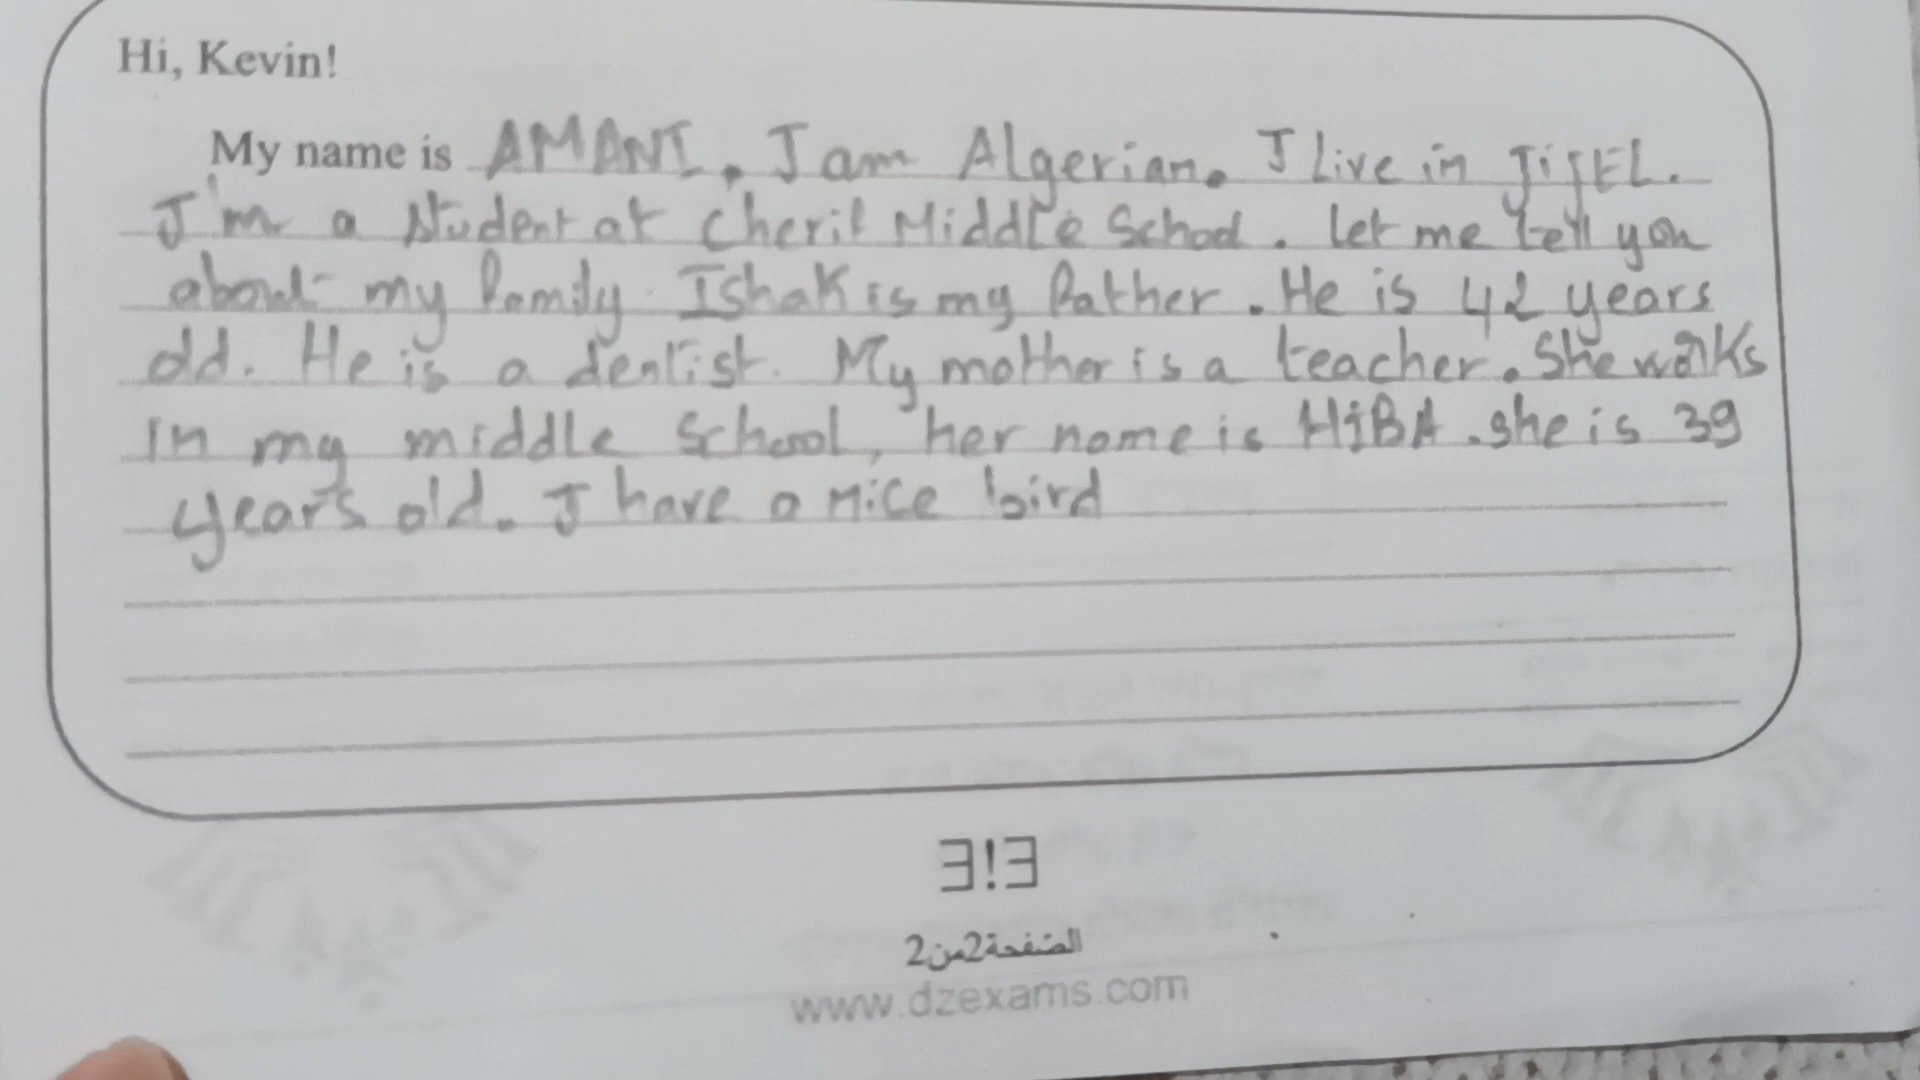 Hi, Kevin!
My name is AMANI. I am Algerian. I live in JiJEL.
I'm a student at Cherif Middle School. let me tell you
about my family. Ishak is my father. He is 42 years
old. He is a dentist. My mother is a teacher. She works
in my middle school, her name is HiBA. she is 39
years old. I have a nice bird
الصفحة 2 من 2
www.dzexams.com